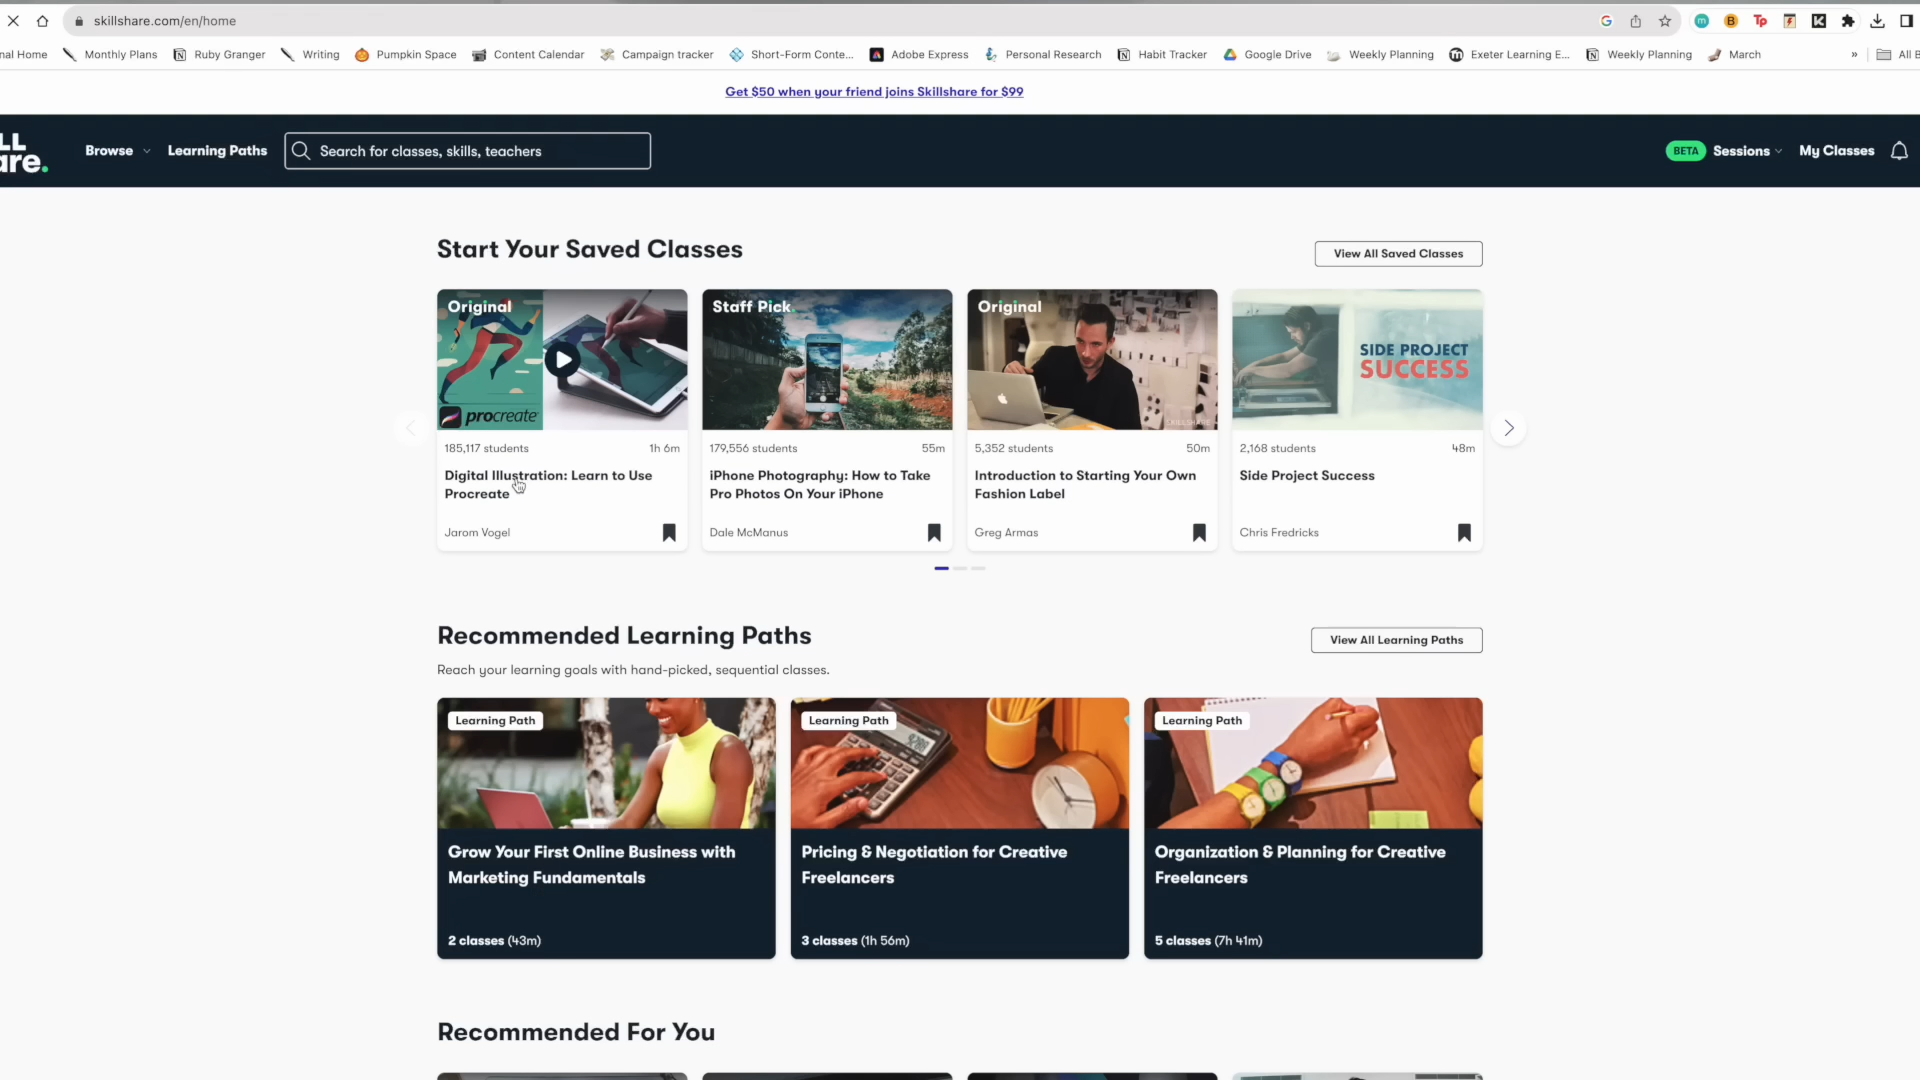 skillshare.com/en/home
nal Home Monthly Plans Ruby Granger Writing Pumpkin Space Content Calendar Campaign tracker Short-Form Conte... Adobe Express Personal Research Habit Tracker Google Drive Weekly Planning Exeter Learning E... Weekly Planning March » All B
Get $50 when your friend joins Skillshare for $99
LL
are.
Browse Learning Paths Search for classes, skills, teachers BETA Sessions My Classes
Start Your Saved Classes
View All Saved Classes
Original
procreate
185,117 students 1h 6m
Digital Illustration: Learn to Use
Procreate
Jarom Vogel
Staff Pick
179,556 students 55m
iPhone Photography: How to Take
Pro Photos On Your iPhone
Dale McManus
Original
SKILLSHARE
5,352 students 50m
Introduction to Starting Your Own
Fashion Label
Greg Armas
SIDE PROJECT
SUCCESS
2,168 students 48m
Side Project Success
Chris Fredricks
Recommended Learning Paths
View All Learning Paths
Reach your learning goals with hand-picked, sequential classes.
Learning Path
Grow Your First Online Business with
Marketing Fundamentals
2 classes (43m)
Learning Path
Pricing & Negotiation for Creative
Freelancers
3 classes (1h 56m)
Learning Path
Organization & Planning for Creative
Freelancers
5 classes (7h 41m)
Recommended For You